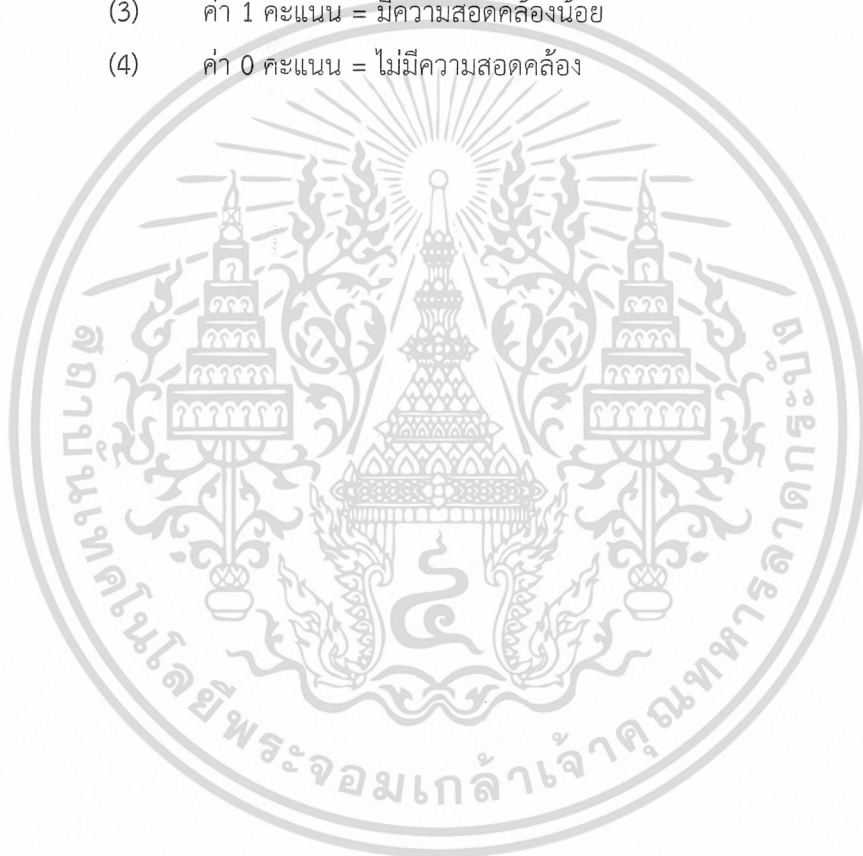 (3) ค่า 1 คะแนน = มีความสอดคล้องน้อย
(4) ค่า 0 คะแนน = ไม่มีความสอดคล้อง
๔
สถาบันเทคโนโลยีพระจอมเกล้าเจ้าคุณทหารลาดกระบัง